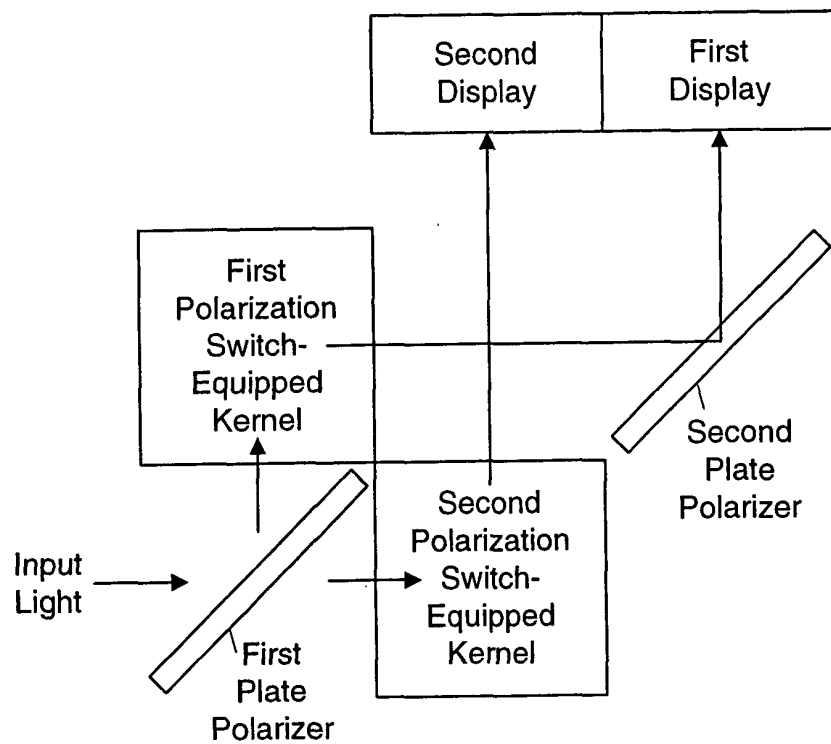 Second
Display
First
Display
First
Polarization
Switch-
Equipped
Kernel
Second
Plate
Polarizer
Second
Polarization
Switch-
Equipped
Kernel
Input
Light
First
Plate
Polarizer